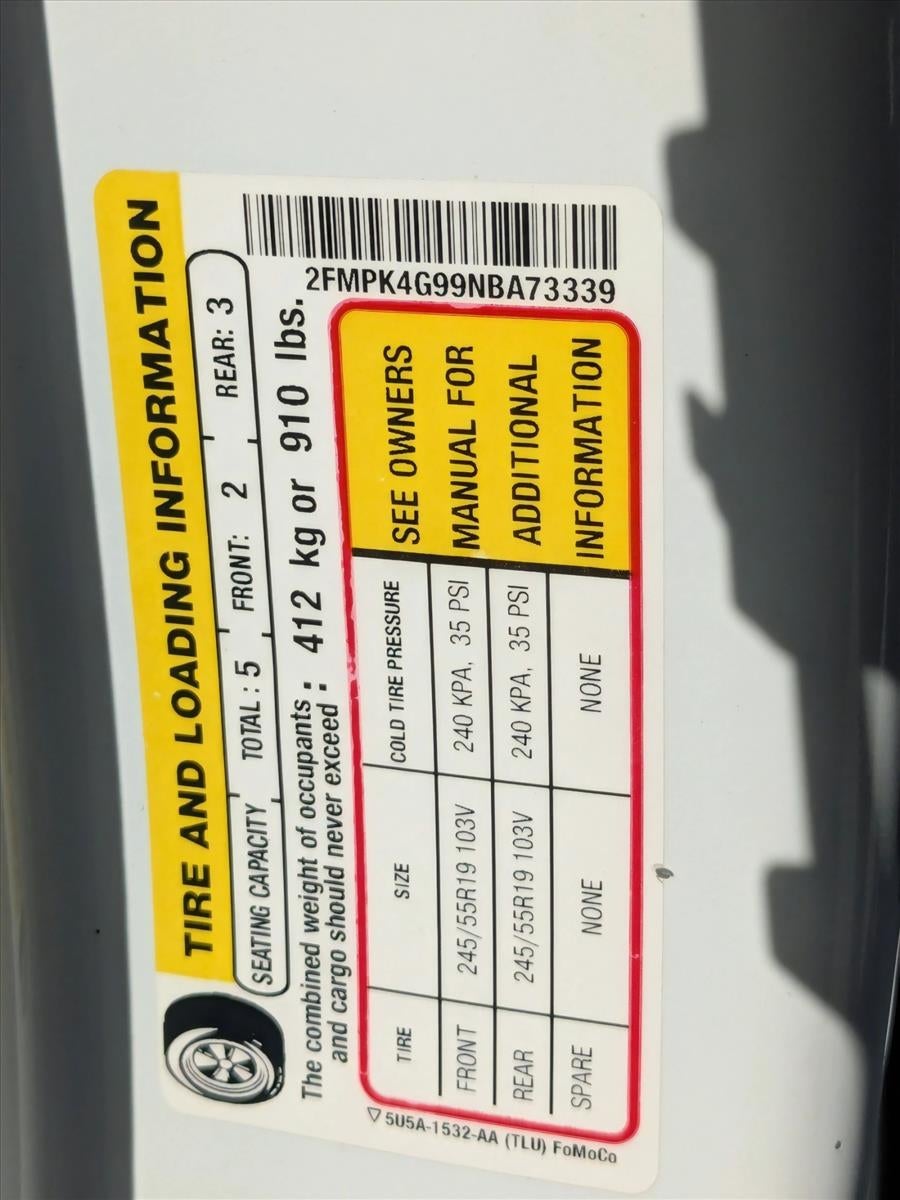 TIRE AND LOADING INFORMATION
SEATING CAPACITY TOTAL : 5 FRONT: 2 REAR: 3
The combined weight of occupants : 412 kg or 910 lbs.
and cargo should never exceed :
2FMPK4G99NBA73339
TIRE SIZE COLD TIRE PRESSURE
FRONT 245/55R19 103V 240 KPA, 35 PSI
REAR 245/55R19 103V 240 KPA, 35 PSI
SPARE NONE NONE
SEE OWNERS
MANUAL FOR
ADDITIONAL
INFORMATION
5U5A-1532-AA (TLU) FoMoCo